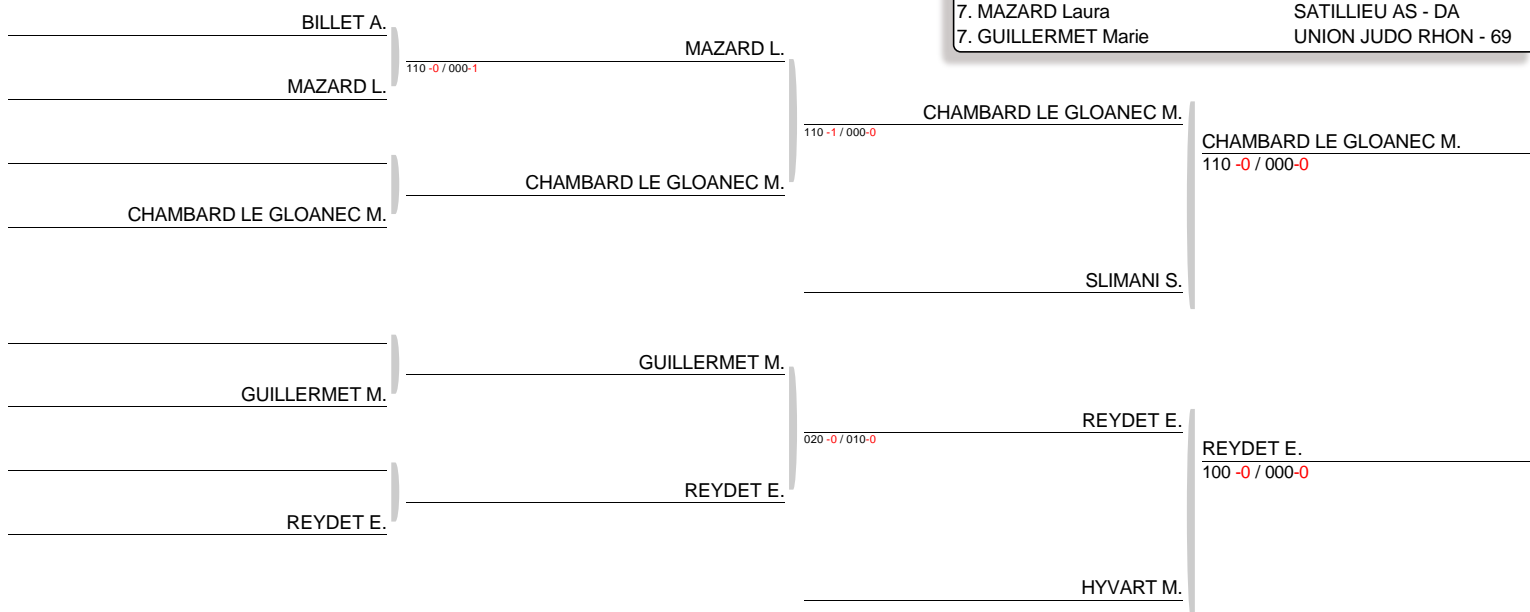 7. MAZARD Laura SATILLIEU AS - DA
7. GUILLERMET Marie UNION JUDO RHON - 69
BILLET A.
MAZARD L.
110 -0 / 000-1
MAZARD L.
CHAMBARD LE GLOANEC M.
110 -1 / 000-0
CHAMBARD LE GLOANEC M.
110 -0 / 000-0
CHAMBARD LE GLOANEC M.
CHAMBARD LE GLOANEC M.
SLIMANI S.
GUILLERMET M.
GUILLERMET M.
REYDET E.
020 -0 / 010-0
REYDET E.
100 -0 / 000-0
REYDET E.
REYDET E.
HYVART M.